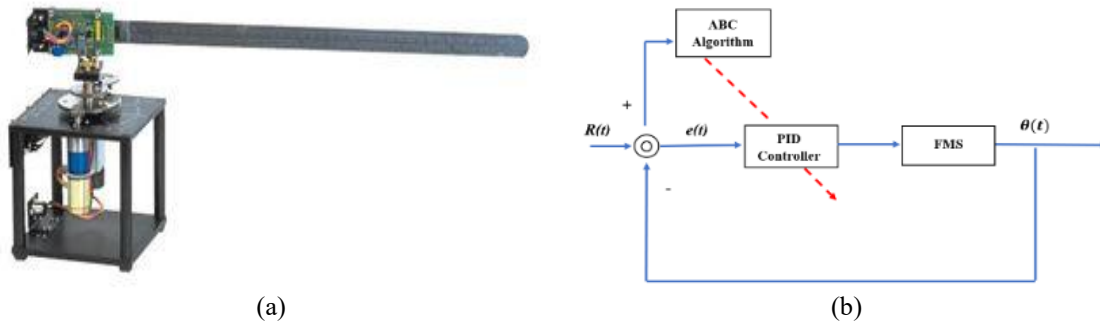 ABC
Algorithm
+
R(t)
e(t)
PID
Controller
FMS
θ(t)
-
(a)
(b)